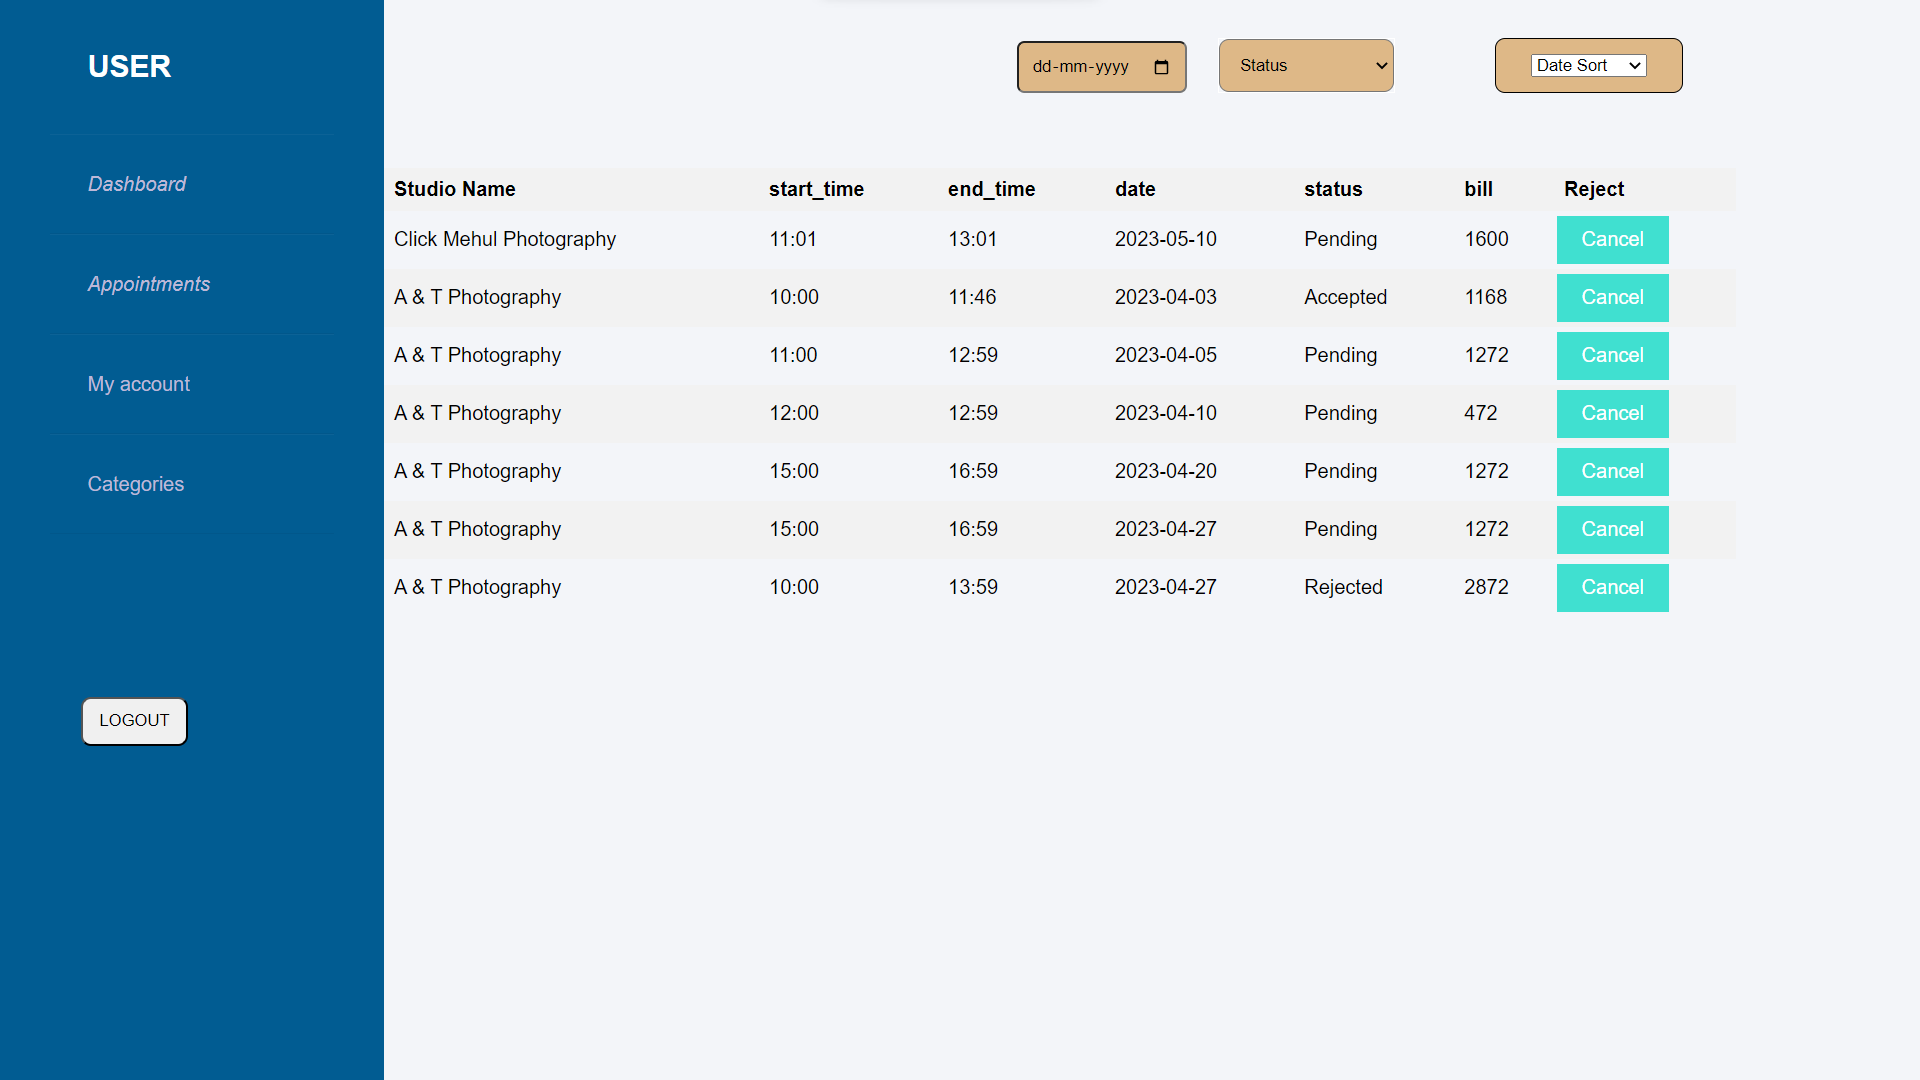 USER
Dashboard
Appointments
My account
Categories
LOGOUT
dd-mm-yyyy Status Date Sort
Studio Name start_time end_time date status bill Reject
Click Mehul Photography 11:01 13:01 2023-05-10 Pending 1600 Cancel
A & T Photography 10:00 11:46 2023-04-03 Accepted 1168 Cancel
A & T Photography 11:00 12:59 2023-04-05 Pending 1272 Cancel
A & T Photography 12:00 12:59 2023-04-10 Pending 472 Cancel
A & T Photography 15:00 16:59 2023-04-20 Pending 1272 Cancel
A & T Photography 15:00 16:59 2023-04-27 Pending 1272 Cancel
A & T Photography 10:00 13:59 2023-04-27 Rejected 2872 Cancel